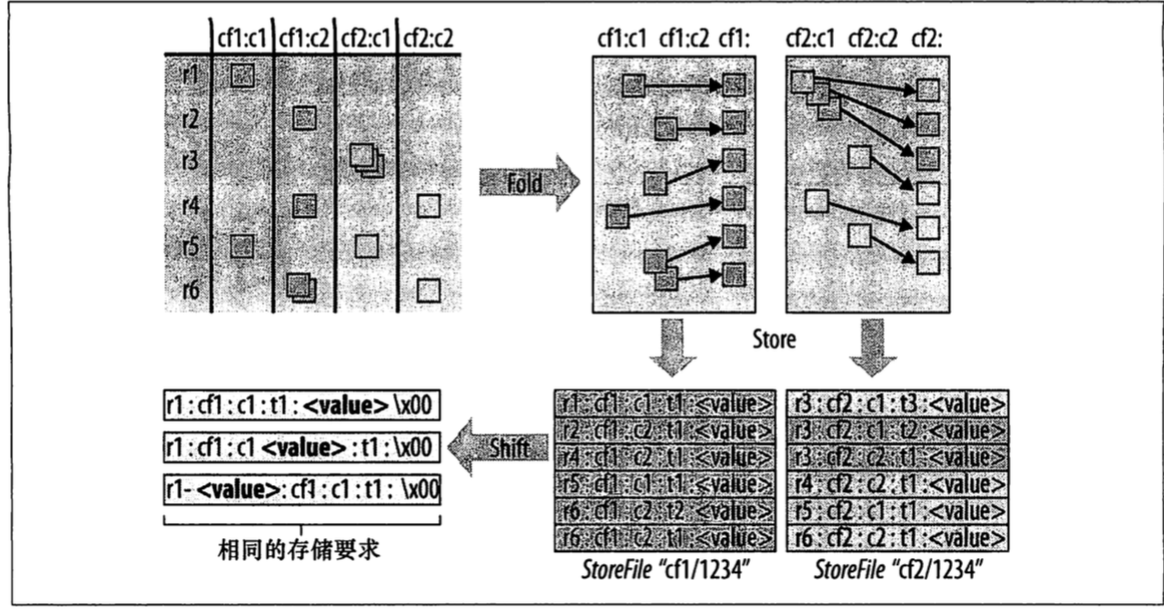 cf1:c1 cf1:c2 cf2:c1 cf2:c2
r1
r2
r3
r4
r5
r6
Fold
cf1:c1 cf1:c2 cf1:
cf2:c1 cf2:c2 cf2:
Store
r1:cf1:c1:t1:<value>
r2:cf1:c2:t1:<value>
r4:cf1:c2:t1:<value>
r5:cf1:c1:t1:<value>
r6:cf1:c2:t2:<value>
r6:cf1:c2:t1:<value>
StoreFile "cf1/1234"
r3:cf2:c1:t3:<value>
r3:cf2:c1:t2:<value>
r3:cf2:c2:t1:<value>
r4:cf2:c2:t1:<value>
r5:cf2:c1:t1:<value>
r6:cf2:c2:t1:<value>
StoreFile "cf2/1234"
Shift
r1:cf1:c1:t1:<value>\x00
r1:cf1:c1<value>:t1:\x00
r1-<value>:cf1:c1:t1:\x00
相同的存储要求